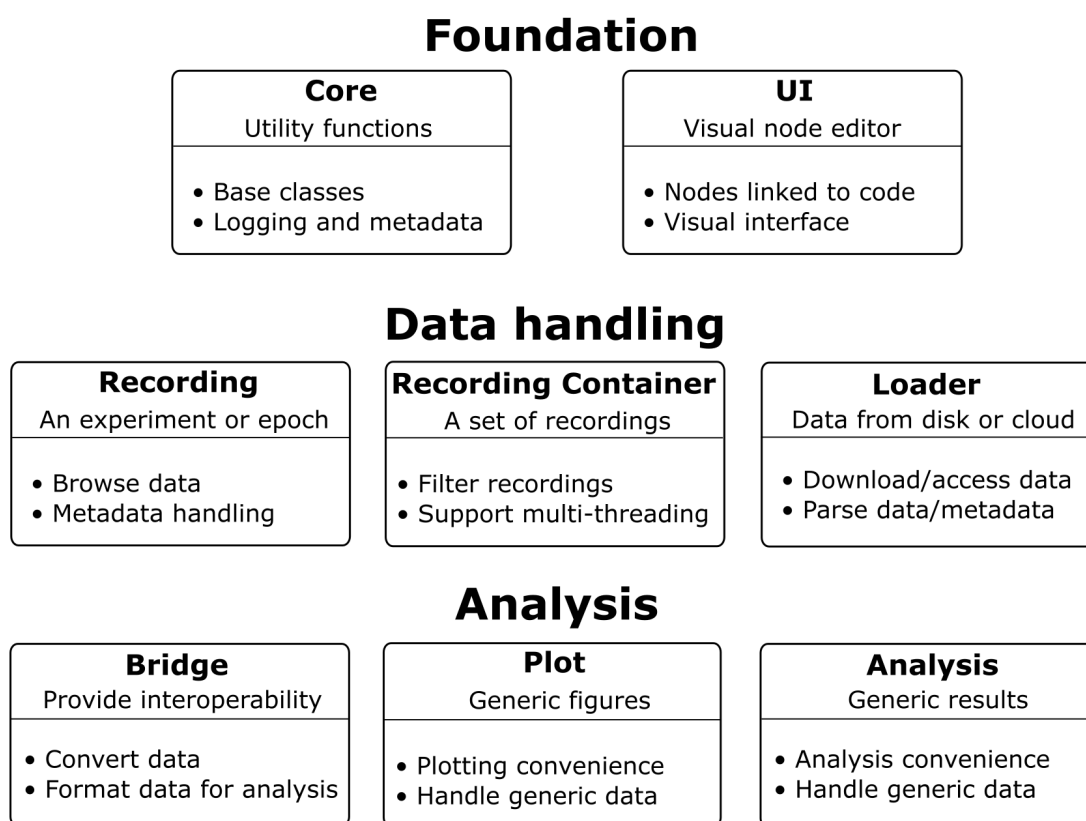 Foundation
Core
Utility functions
• Base classes
• Logging and metadata
UI
Visual node editor
• Nodes linked to code
• Visual interface
Data handling
Recording
An experiment or epoch
• Browse data
• Metadata handling
Recording Container
A set of recordings
• Filter recordings
• Support multi-threading
Loader
Data from disk or cloud
• Download/access data
• Parse data/metadata
Analysis
Bridge
Provide interoperability
• Convert data
• Format data for analysis
Plot
Generic figures
• Plotting convenience
• Handle generic data
Analysis
Generic results
• Analysis convenience
• Handle generic data